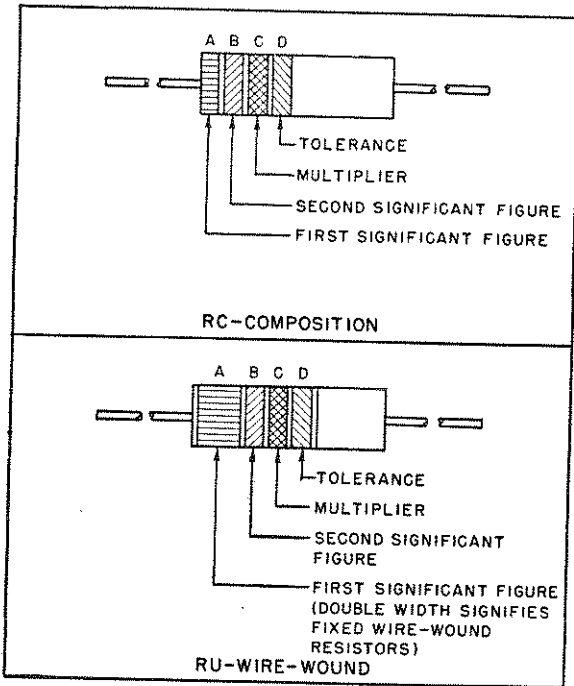 A B C D
TOLERANCE
MULTIPLIER
SECOND SIGNIFICANT FIGURE
FIRST SIGNIFICANT FIGURE
RC-COMPOSITION
A B C D
TOLERANCE
MULTIPLIER
SECOND SIGNIFICANT
FIGURE
FIRST SIGNIFICANT FIGURE
(DOUBLE WIDTH SIGNIFIES
FIXED WIRE-WOUND
RESISTORS)
RU-WIRE-WOUND